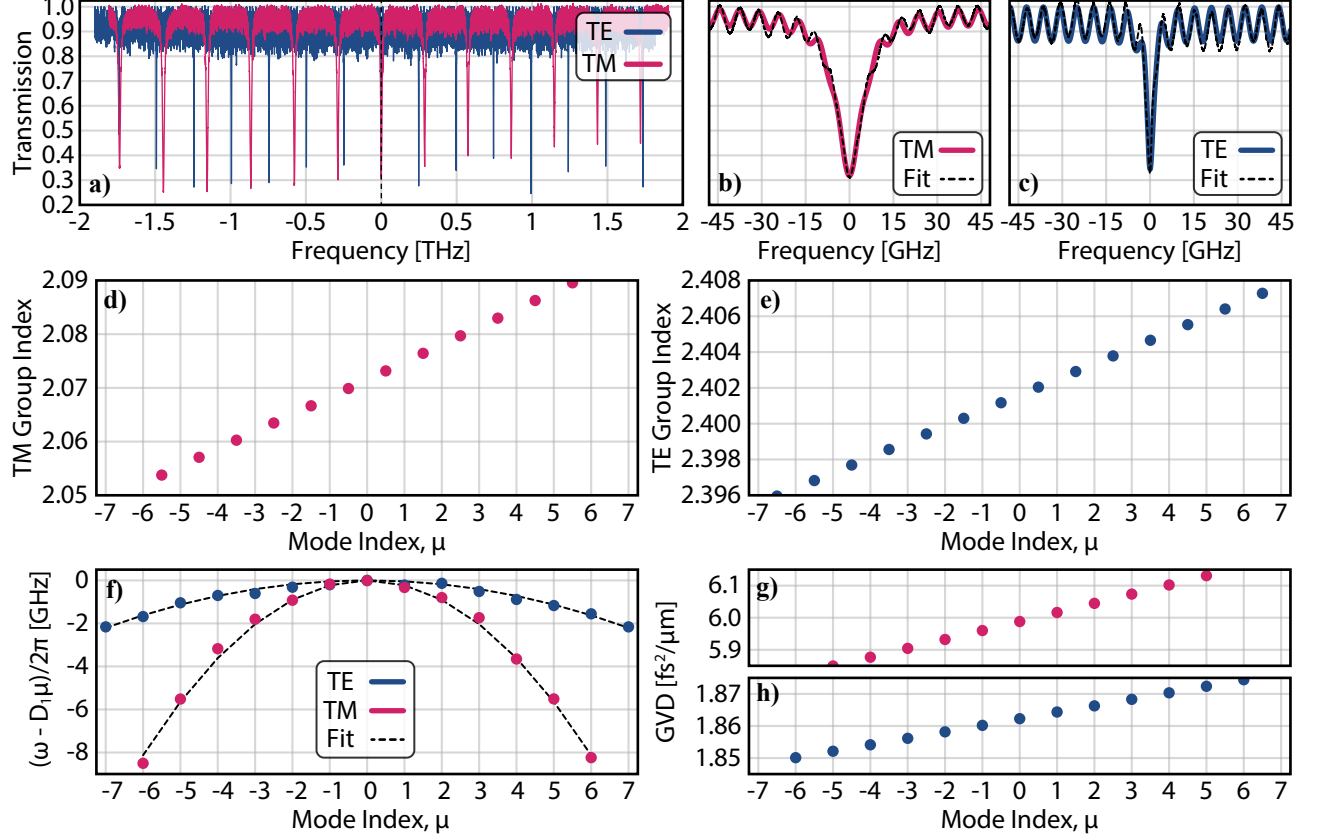 1.0
0.9
0.8
0.7
0.6
0.5
0.4
0.3
0.2
Transmission
TE
TM
a)
-2 -1.5 -1 -0.5 0 0.5 1 1.5 2
Frequency [THz]
TM
Fit
b)
-45 -30 -15 0 15 30 45
Frequency [GHz]
TE
Fit
c)
-45 -30 -15 0 15 30 45
Frequency [GHz]
d)
2.09
2.08
2.07
2.06
2.05
TM Group Index
-7 -6 -5 -4 -3 -2 -1 0 1 2 3 4 5 6 7
Mode Index, μ
e)
2.408
2.406
2.404
2.402
2.400
2.398
2.396
TE Group Index
-7 -6 -5 -4 -3 -2 -1 0 1 2 3 4 5 6 7
Mode Index, μ
f)
0
-2
-4
-6
-8
(ω - D₁μ)/2π [GHz]
TE
TM
Fit
-7 -6 -5 -4 -3 -2 -1 0 1 2 3 4 5 6 7
Mode Index, μ
g)
6.1
6.0
5.9
GVD [fs²/μm]
h)
1.87
1.86
1.85
-7 -6 -5 -4 -3 -2 -1 0 1 2 3 4 5 6 7
Mode Index, μ